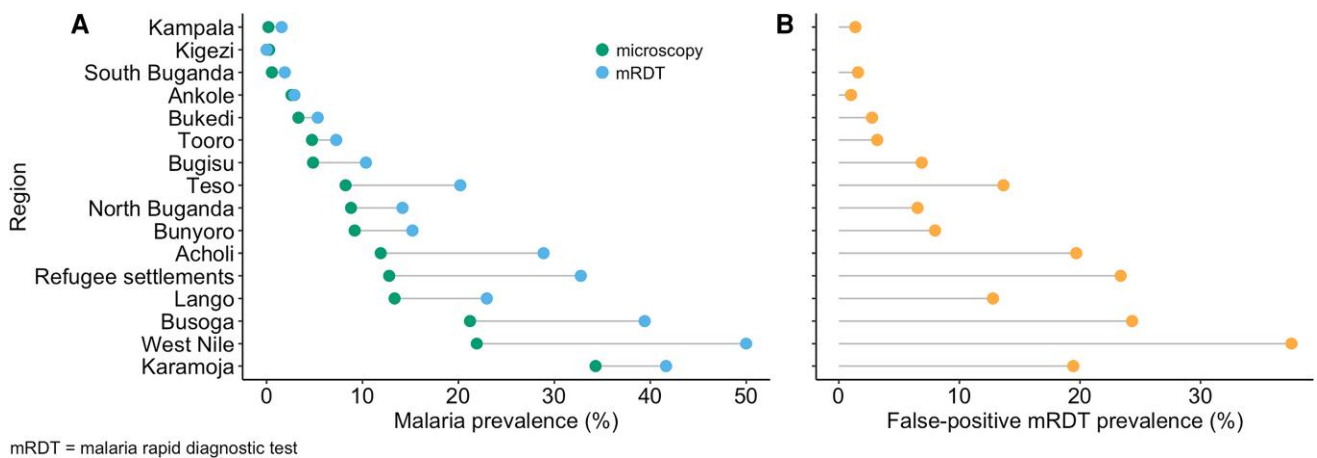 A
B
Region
Kampala
Kigezi
South Buganda
Ankole
Bukedi
Tooro
Bugisu
Teso
North Buganda
Bunyoro
Acholi
Refugee settlements
Lango
Busoga
West Nile
Karamoja
microscopy
mRDT
0 10 20 30 40 50
Malaria prevalence (%)
0 10 20 30
False-positive mRDT prevalence (%)
mRDT = malaria rapid diagnostic test